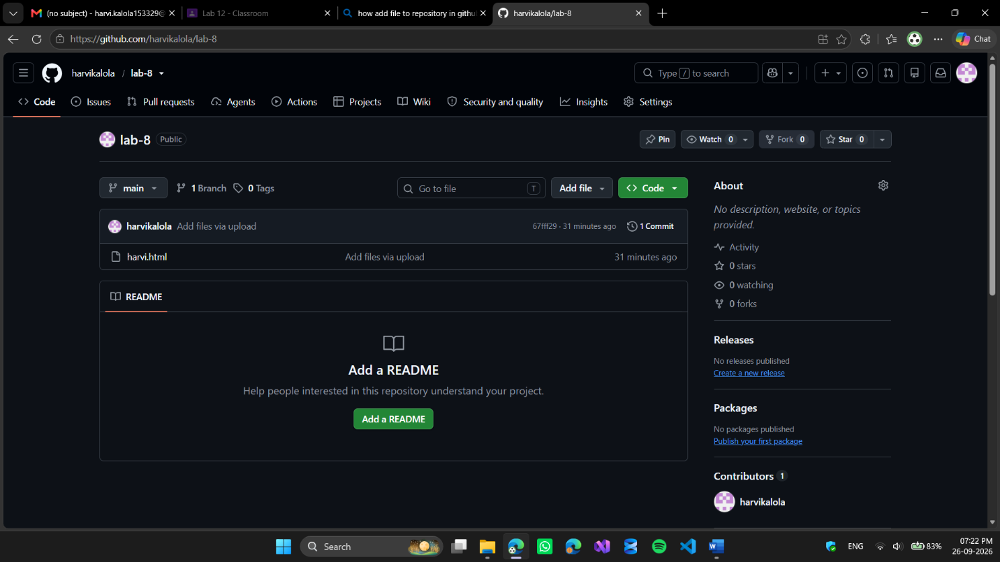 (no subject) - harvi.kalola153329@
Lab 12 - Classroom
how add file to repository in githu
harvikalola/lab-8
https://github.com/harvikalola/lab-8
Chat
harvikalola / lab-8
Type / to search
Code
Issues
Pull requests
Agents
Actions
Projects
Wiki
Security and quality
Insights
Settings
lab-8 Public
Pin
Watch 0
Fork 0
Star 0
main
1 Branch
0 Tags
Go to file T
Add file
Code
harvikalola Add files via upload 67fff29 · 31 minutes ago 1 Commit
harvi.html Add files via upload 31 minutes ago
README
Add a README
Help people interested in this repository understand your project.
Add a README
About
No description, website, or topics
provided.
Activity
0 stars
0 watching
0 forks
Releases
No releases published
Create a new release
Packages
No packages published
Publish your first package
Contributors 1
harvikalola
Search
ENG
83%
07:22 PM
26-09-2026